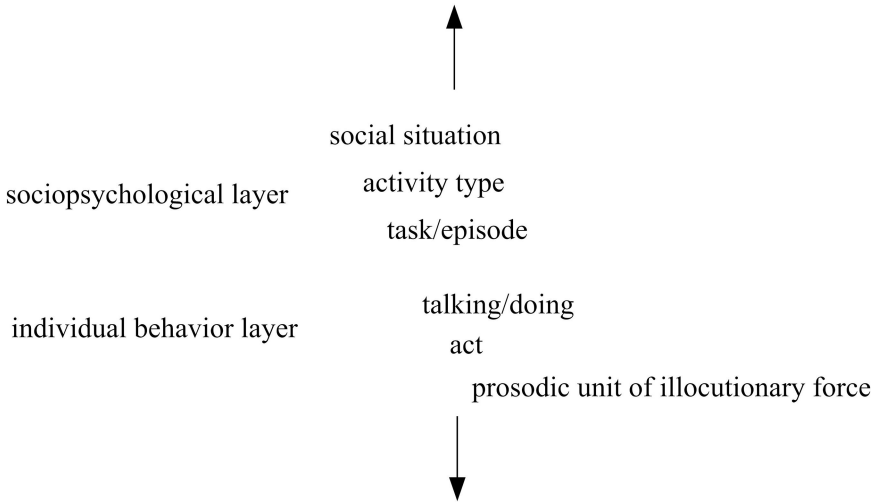 social situation
activity type
sociopsychological layer
task/episode
talking/doing
individual behavior layer
act
prosodic unit of illocutionary force